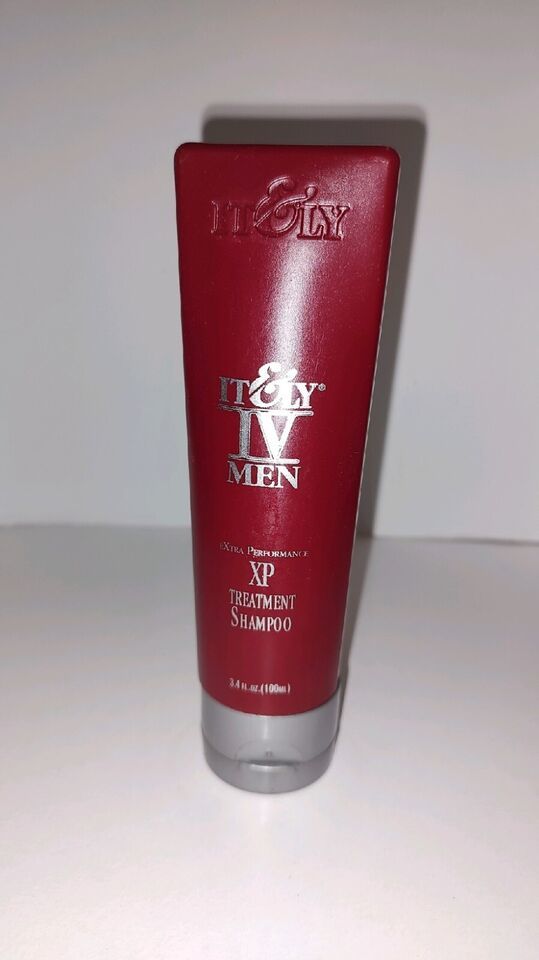 IT&LY
IT&LY®
IV
MEN
eXtra Performance
XP
Treatment
Shampoo
3.4 fl.oz.(100ml)